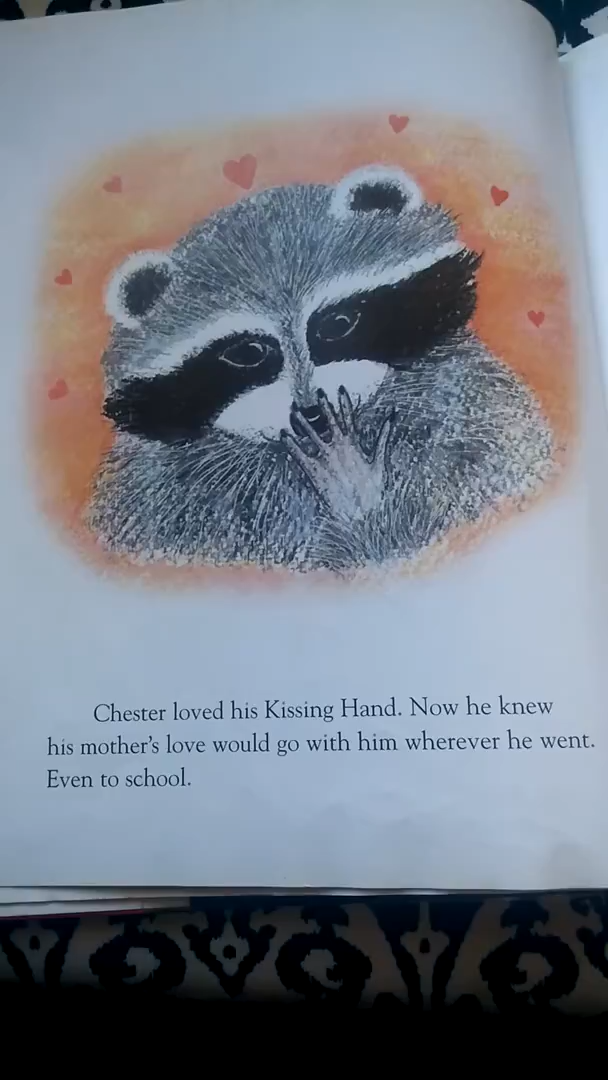 Chester loved his Kissing Hand. Now he knew
his mother's love would go with him wherever he went.
Even to school.